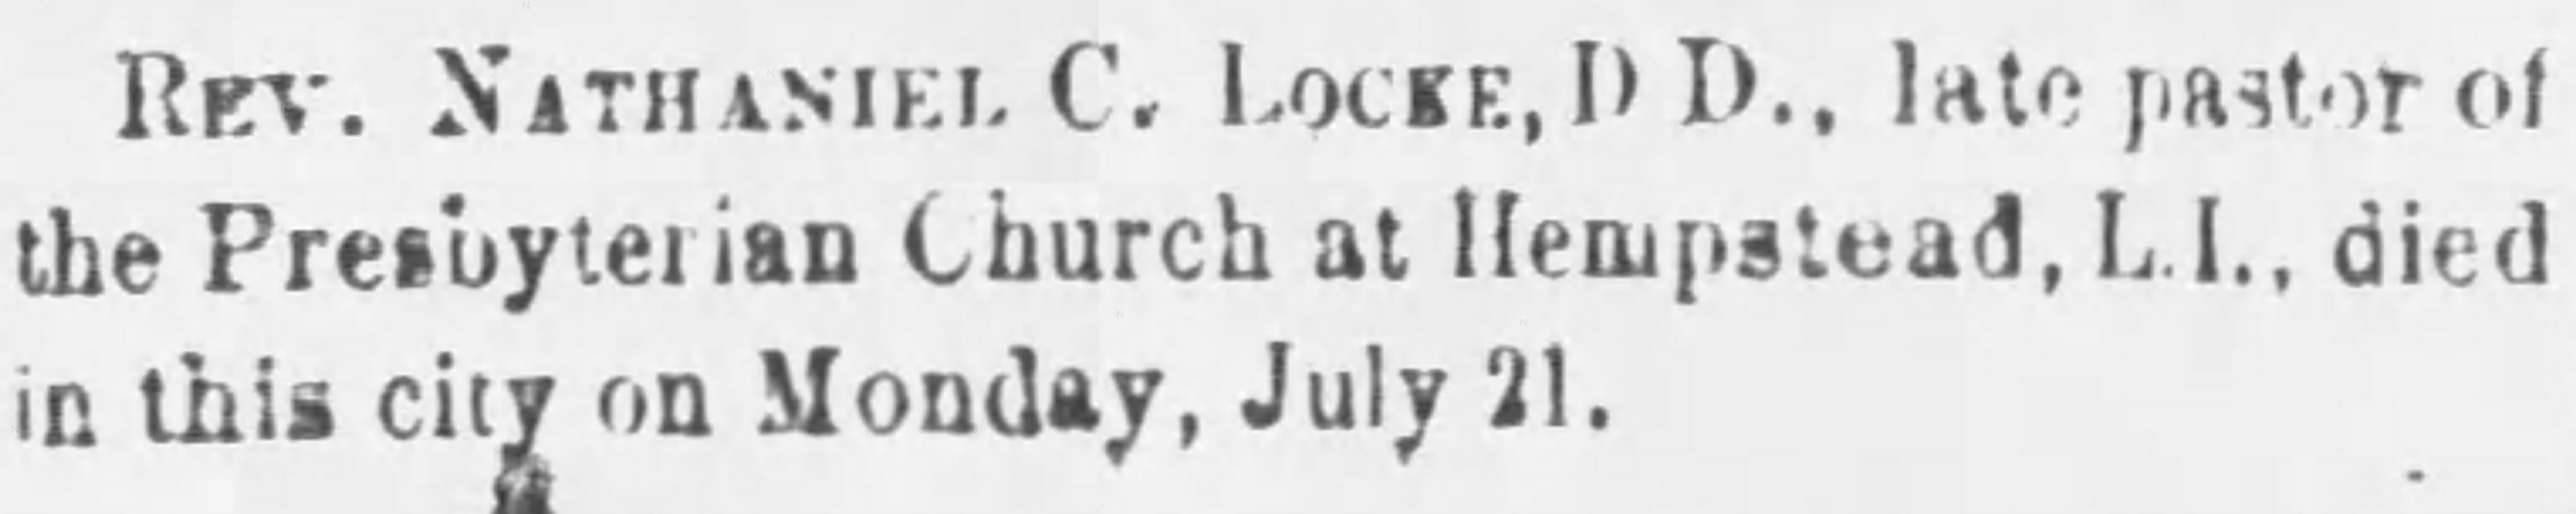 REV. NATHANIEL C. LOCKE, D D., late pastor of
the Presbyterian Church at Hempstead, L.I., died
in this city on Monday, July 21.